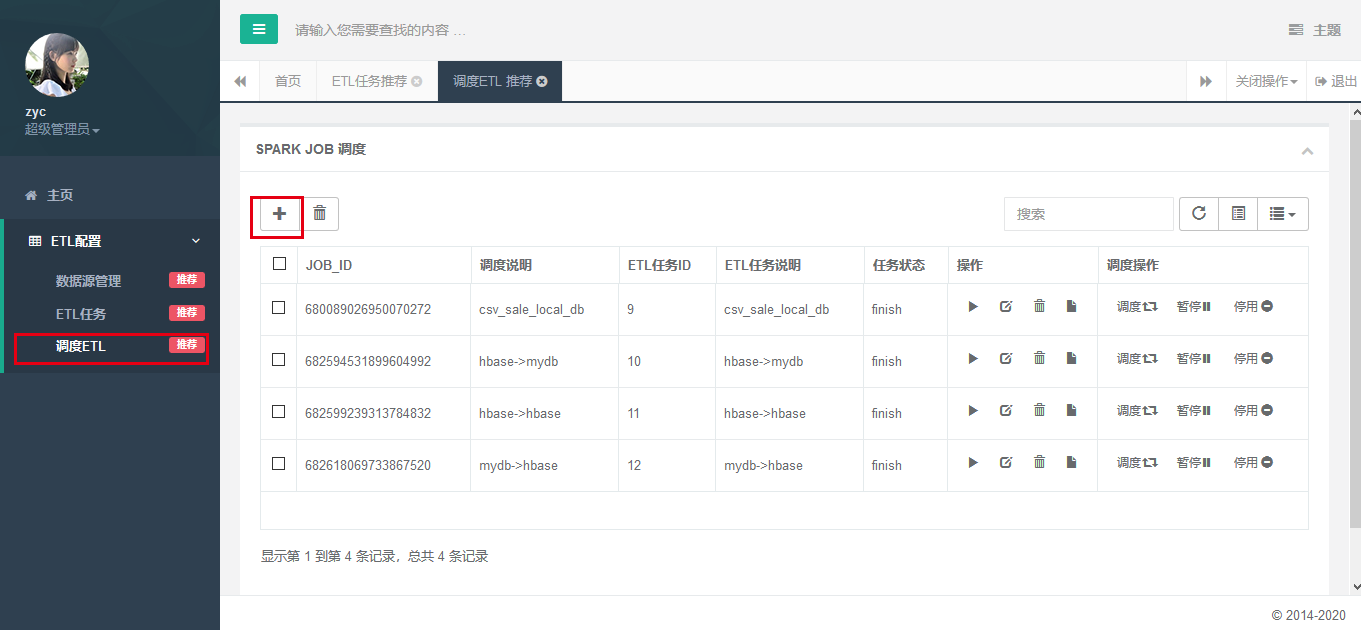 请输入您需要查找的内容 …
主题
zyc
超级管理员
首页
ETL任务推荐
调度ETL 推荐
关闭操作
退出
主页
ETL配置
数据源管理 推荐
ETL任务 推荐
调度ETL 推荐
SPARK JOB 调度
搜索
JOB_ID 调度说明 ETL任务ID ETL任务说明 任务状态 操作 调度操作
680089026950070272 csv_sale_local_db 9 csv_sale_local_db finish 调度 暂停 停用
682594531899604992 hbase->mydb 10 hbase->mydb finish 调度 暂停 停用
682599239313784832 hbase->hbase 11 hbase->hbase finish 调度 暂停 停用
682618069733867520 mydb->hbase 12 mydb->hbase finish 调度 暂停 停用
显示第 1 到第 4 条记录，总共 4 条记录
© 2014-2020